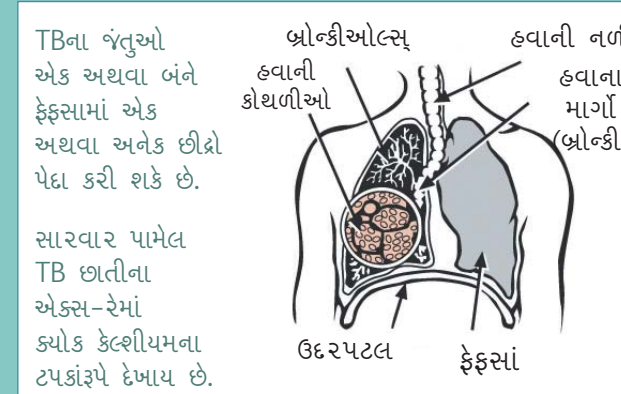 TBના જંતુઓ
એક અથવા બંને
ફેફસામાં એક
અથવા અનેક છીદ્રો
પેદા કરી શકે છે.
સારવાર પામેલ
TB છાતીના
એક્સ-રેમાં
ક્યોક કેલ્શીયમના
ટપકાંરૂપે દેખાય છે.
બ્રોન્કીઓલ્સ્
હવાની
કોથળીઓ
હવાની
હવાના
માર્ગો
ઉદરપટલ
ફેફસાં